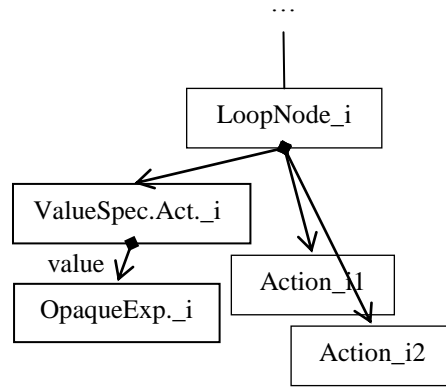 …
LoopNode_i
ValueSpec.Act._i
value
Action_i1
OpaqueExp._i
Action_i2